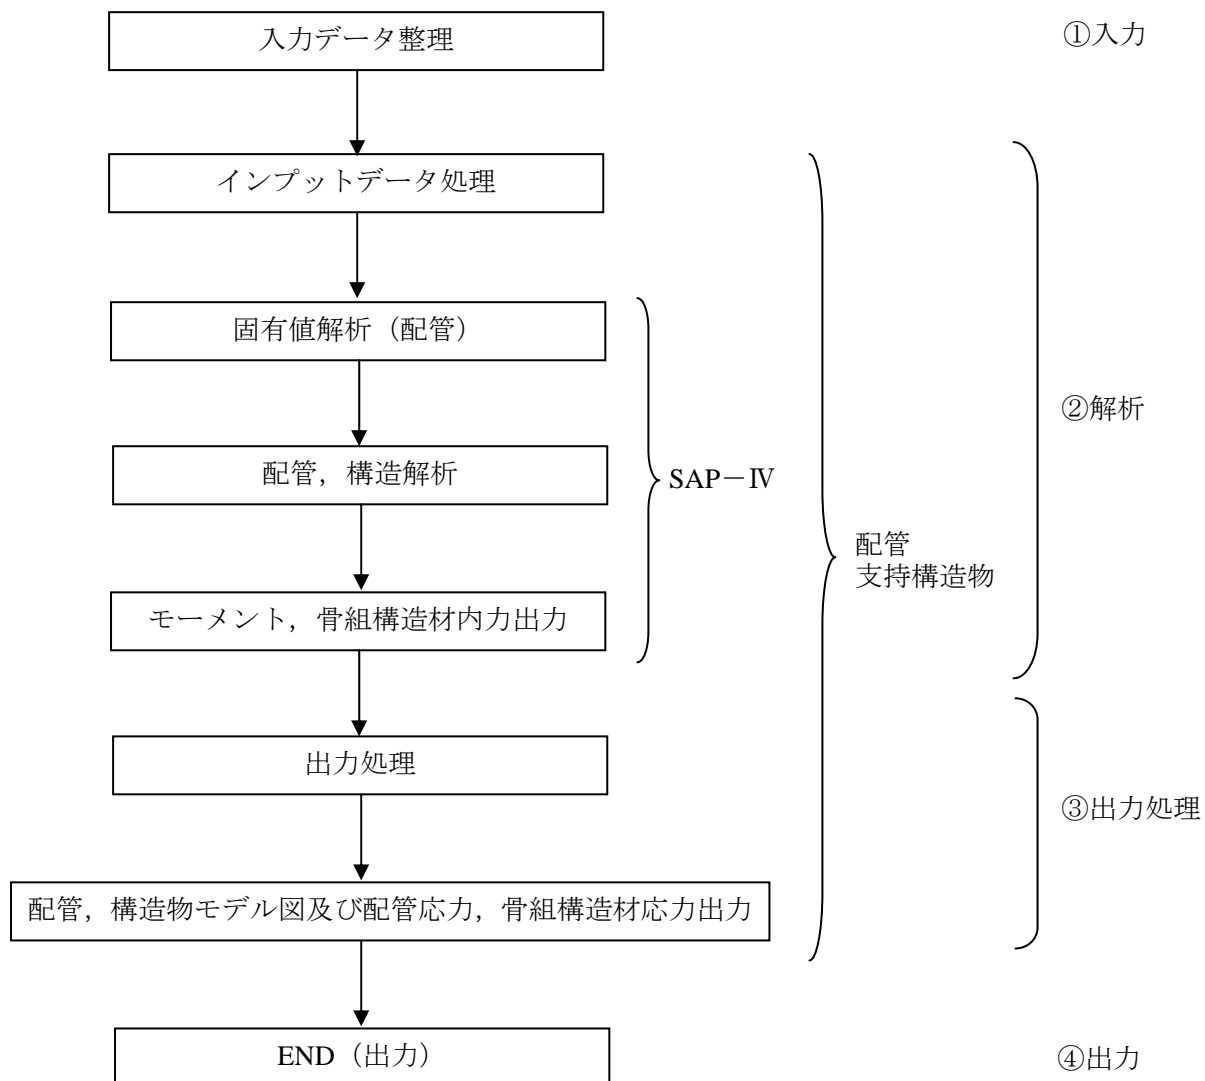 入力データ整理
①入力
インプットデータ処理
固有値解析（配管）
②解析
配管，構造解析
SAP－Ⅳ
配管
支持構造物
モーメント，骨組構造材内力出力
出力処理
③出力処理
配管，構造物モデル図及び配管応力，骨組構造材応力出力
END（出力）
④出力